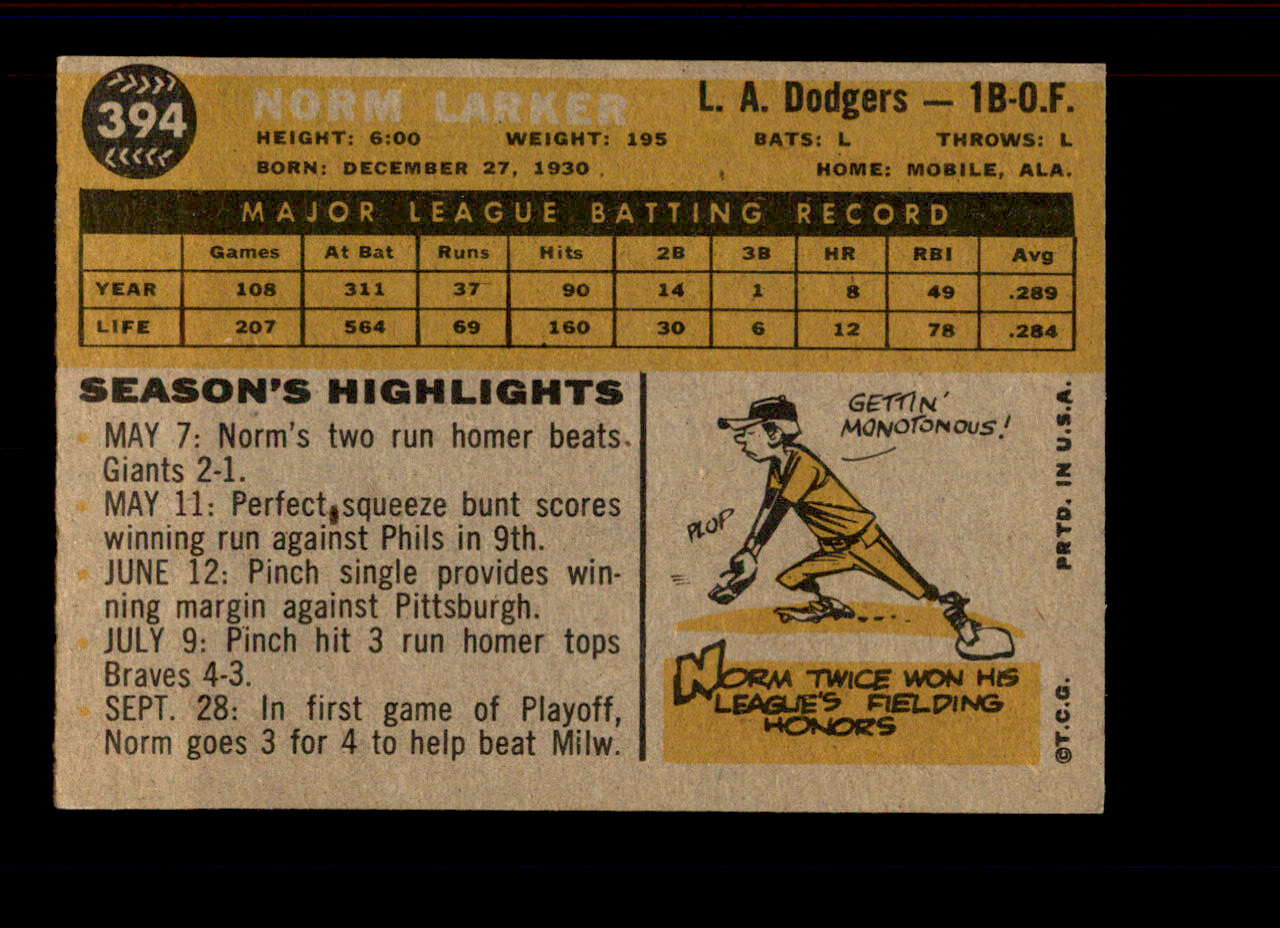 394
NORM LARKER
L. A. Dodgers — 1B-O.F.
HEIGHT: 6:00 WEIGHT: 195 BATS: L THROWS: L
BORN: DECEMBER 27, 1930 HOME: MOBILE, ALA.
MAJOR LEAGUE BATTING RECORD
Games At Bat Runs Hits 2B 3B HR RBI Avg
YEAR 108 311 37 90 14 1 8 49 .289
LIFE 207 564 69 160 30 6 12 78 .284
SEASON'S HIGHLIGHTS
MAY 7: Norm's two run homer beats
Giants 2-1.
MAY 11: Perfect squeeze bunt scores
winning run against Phils in 9th.
JUNE 12: Pinch single provides win-
ning margin against Pittsburgh.
JULY 9: Pinch hit 3 run homer tops
Braves 4-3.
SEPT. 28: In first game of Playoff,
Norm goes 3 for 4 to help beat Milw.
GETTIN'
MONOTONOUS!
PLOP
NORM TWICE WON HIS
LEAGUE'S FIELDING
HONORS
PRTD. IN U.S.A.
©T.C.G.